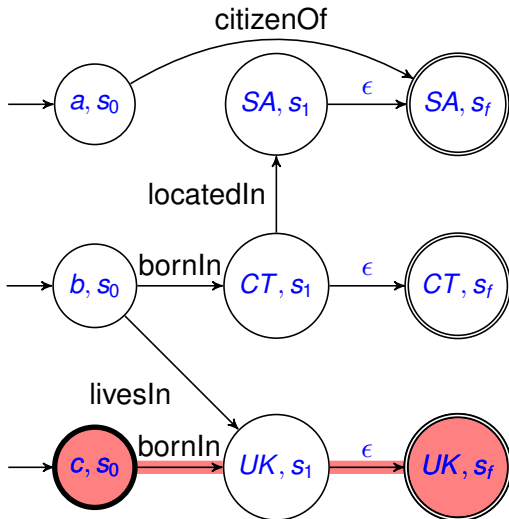 citizenOf
a, s0
SA, s1
ϵ
SA, sf
locatedIn
b, s0
bornIn
CT, s1
ϵ
CT, sf
livesIn
c, s0
bornIn
UK, s1
ϵ
UK, sf